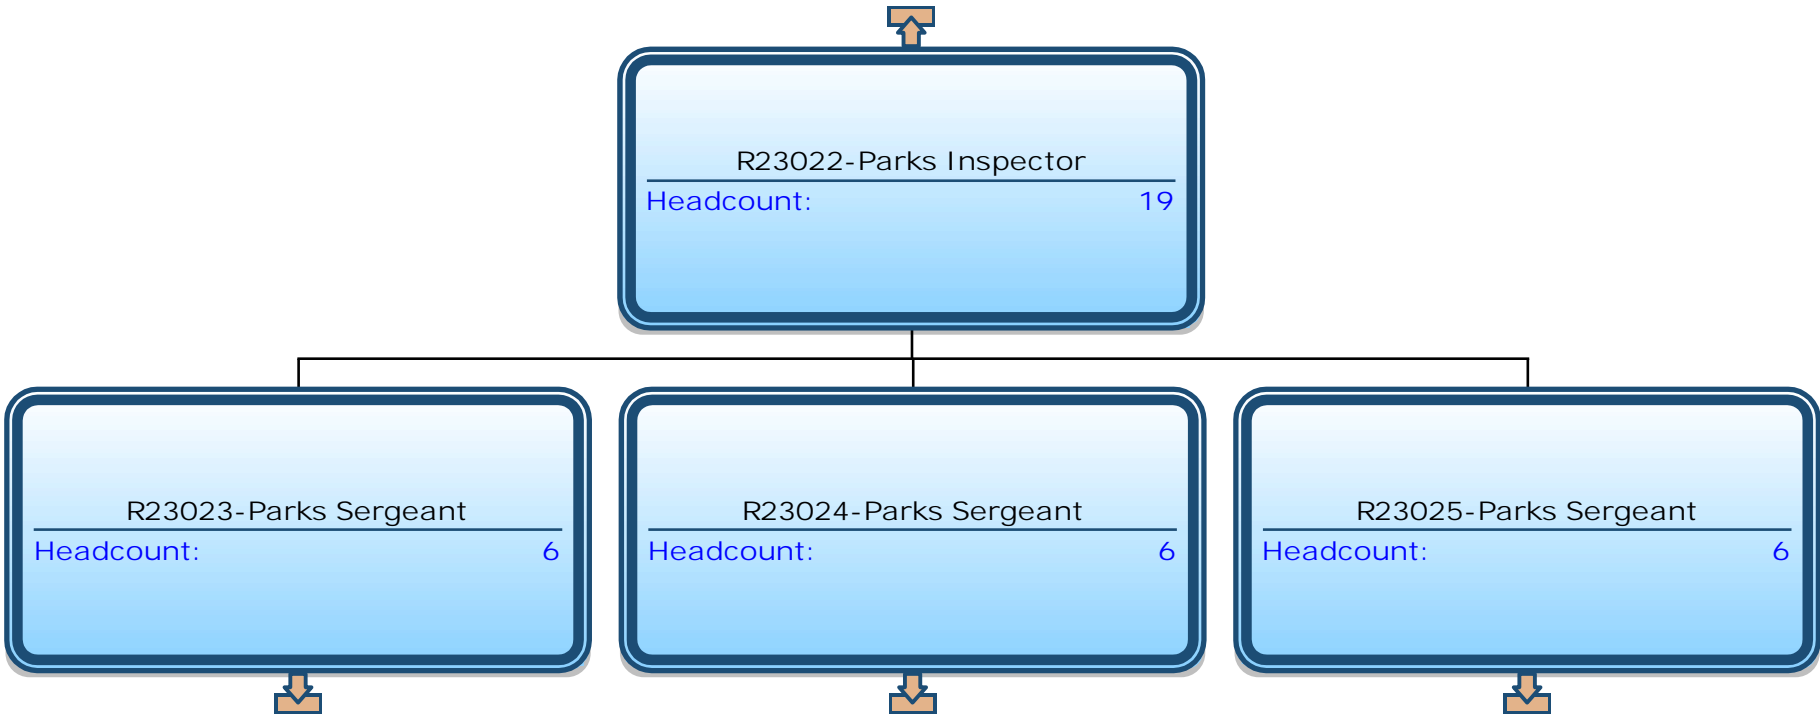 R23022-Parks Inspector
Headcount: 19
R23023-Parks Sergeant
Headcount: 6
R23024-Parks Sergeant
Headcount: 6
R23025-Parks Sergeant
Headcount: 6